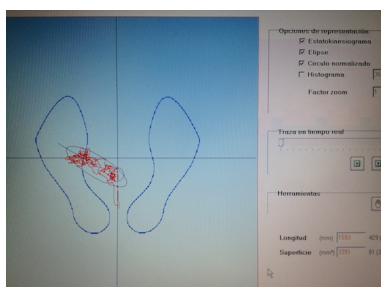 Opciones de representación
Estatokinesiograma
Elipse
Círculo normalizado
Histograma
Factor zoom
Traza en tiempo real
Herramientas
Longitud (mm)
Superficie (mm²)